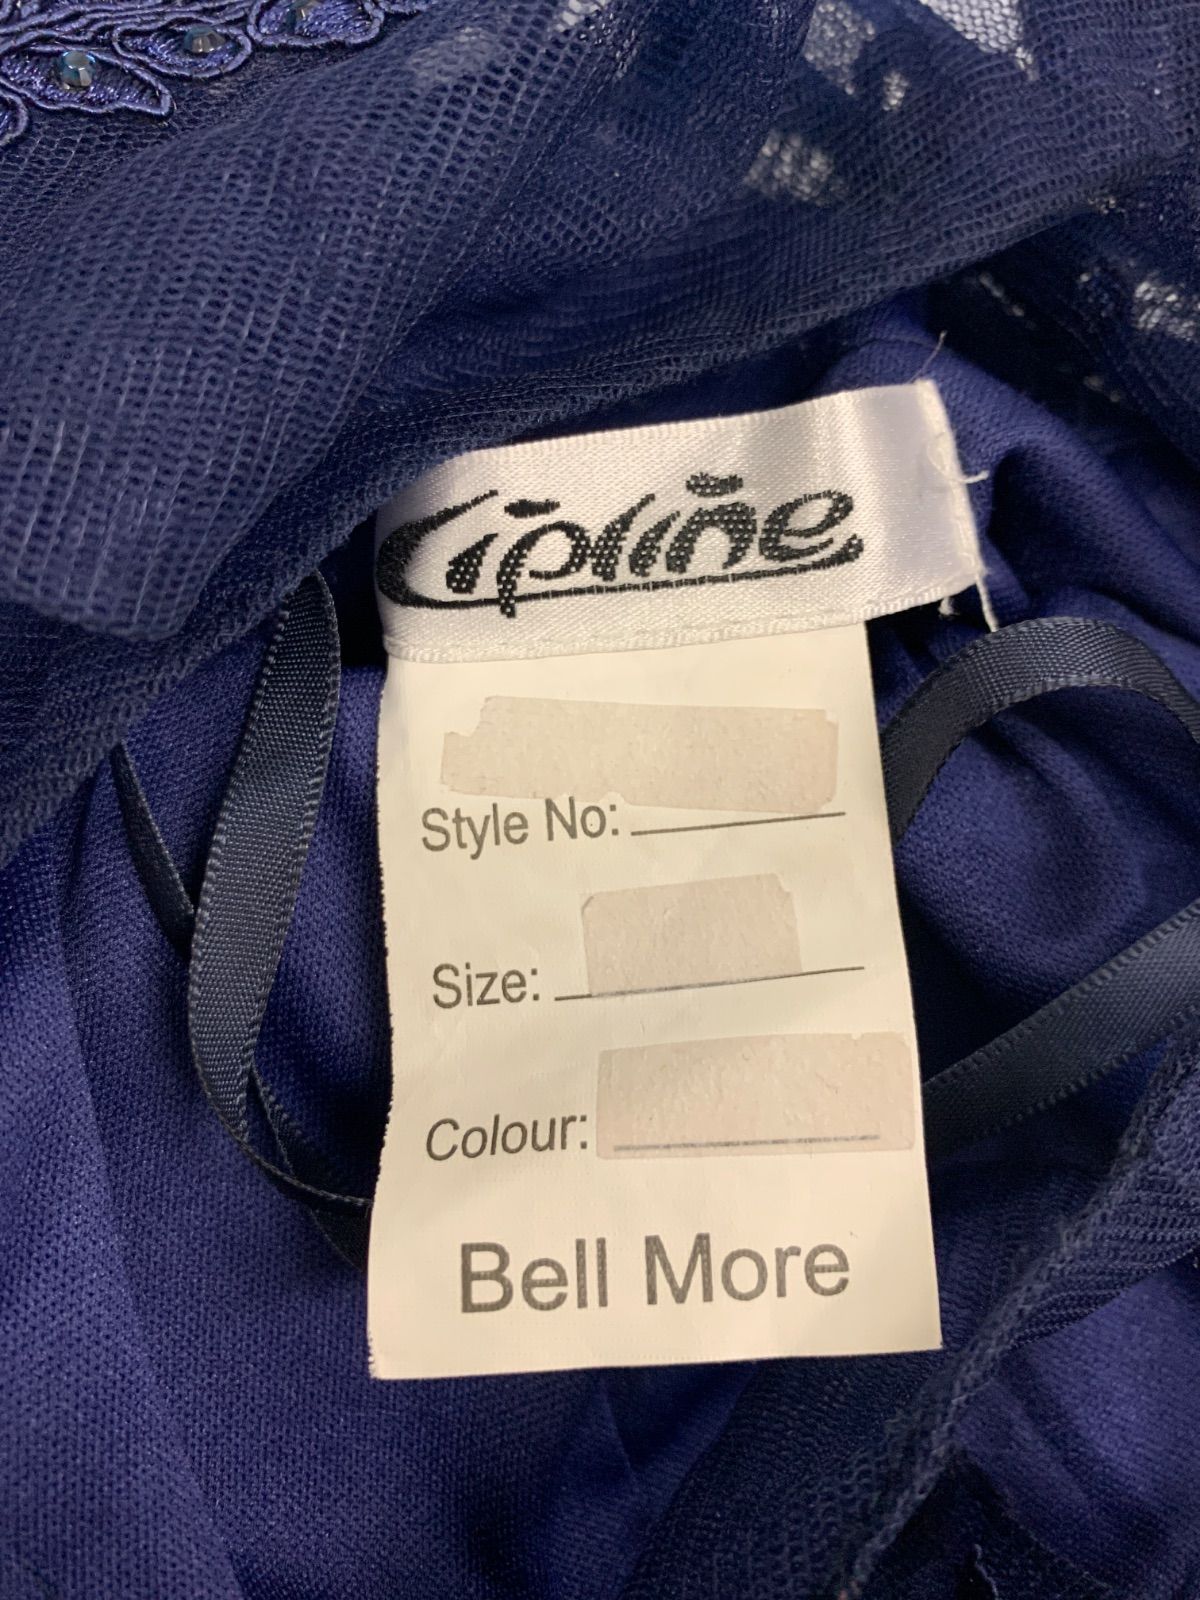 Cipline
Style No:
Size:
Colour:
Bell More